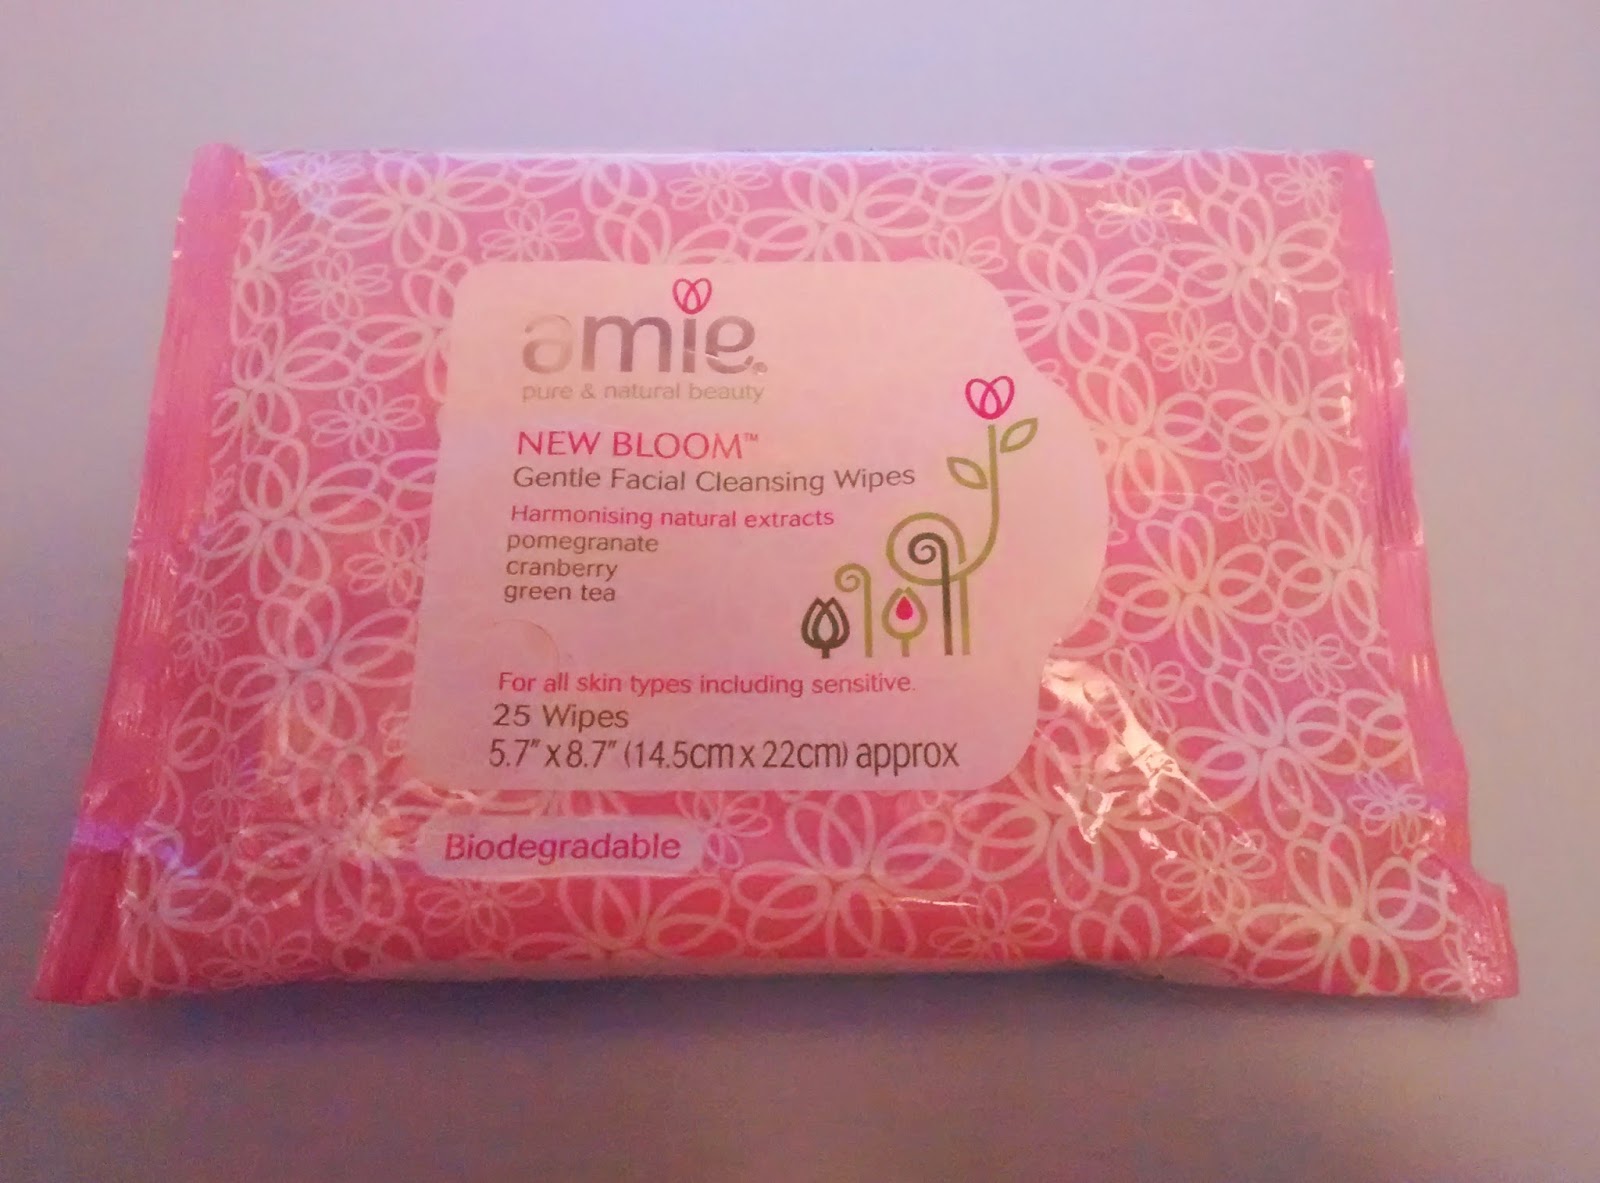 amie®
pure & natural beauty
NEW BLOOM™
Gentle Facial Cleansing Wipes
Harmonising natural extracts
pomegranate
cranberry
green tea
For all skin types including sensitive.
25 Wipes
5.7" x 8.7" (14.5cm x 22cm) approx
Biodegradable